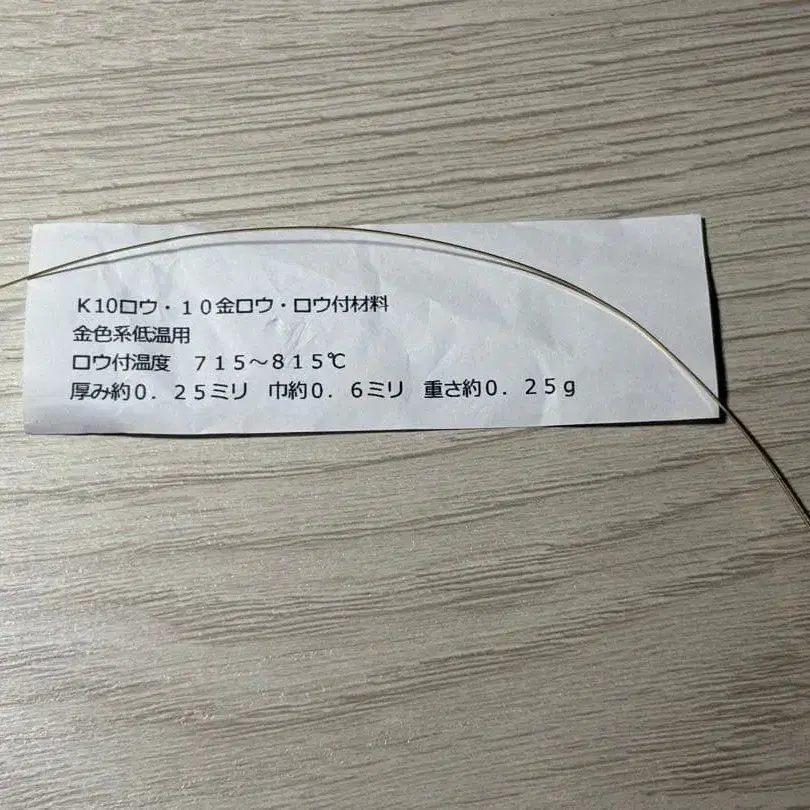 K10ロウ・１０金ロウ・ロウ付材料
金色系低温用
ロウ付温度　７１５～８１５℃
厚み約０．２５ミリ　巾約０．６ミリ　重さ約０．２５ｇ